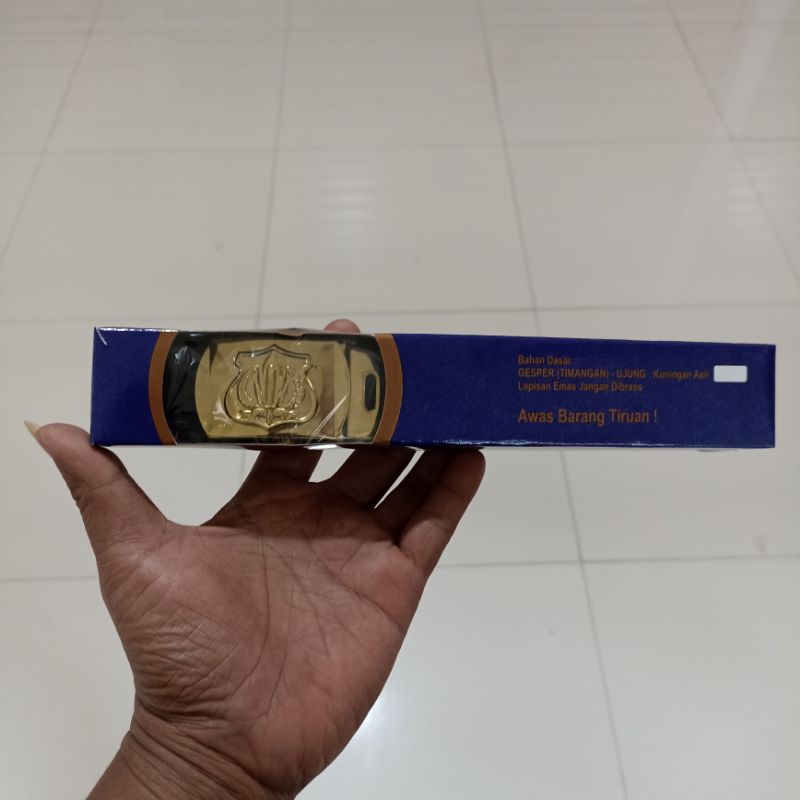 Bahan Dasar :
GESPER (TIMANGAN) - UJUNG : Kuningan Asli
Lapisan Emas Jangan Dibraso
Awas Barang Tiruan !